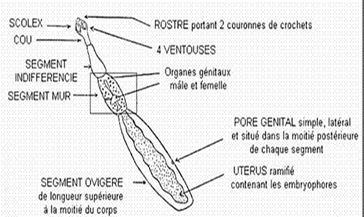 SCOLEX
COU
ROSTRE portant 2 couronnes de crochets
4 VENTOUSES
SEGMENT
INDIFFERENCIE
Organes génitaux
mâle et femelle
SEGMENT MUR
PORE GENITAL simple, latéral
et situé dans la moitié postérieure
de chaque segment
UTERUS ramifié
contenant les embryophores
SEGMENT OVIGERE
de longueur supérieure
à la moitié du corps